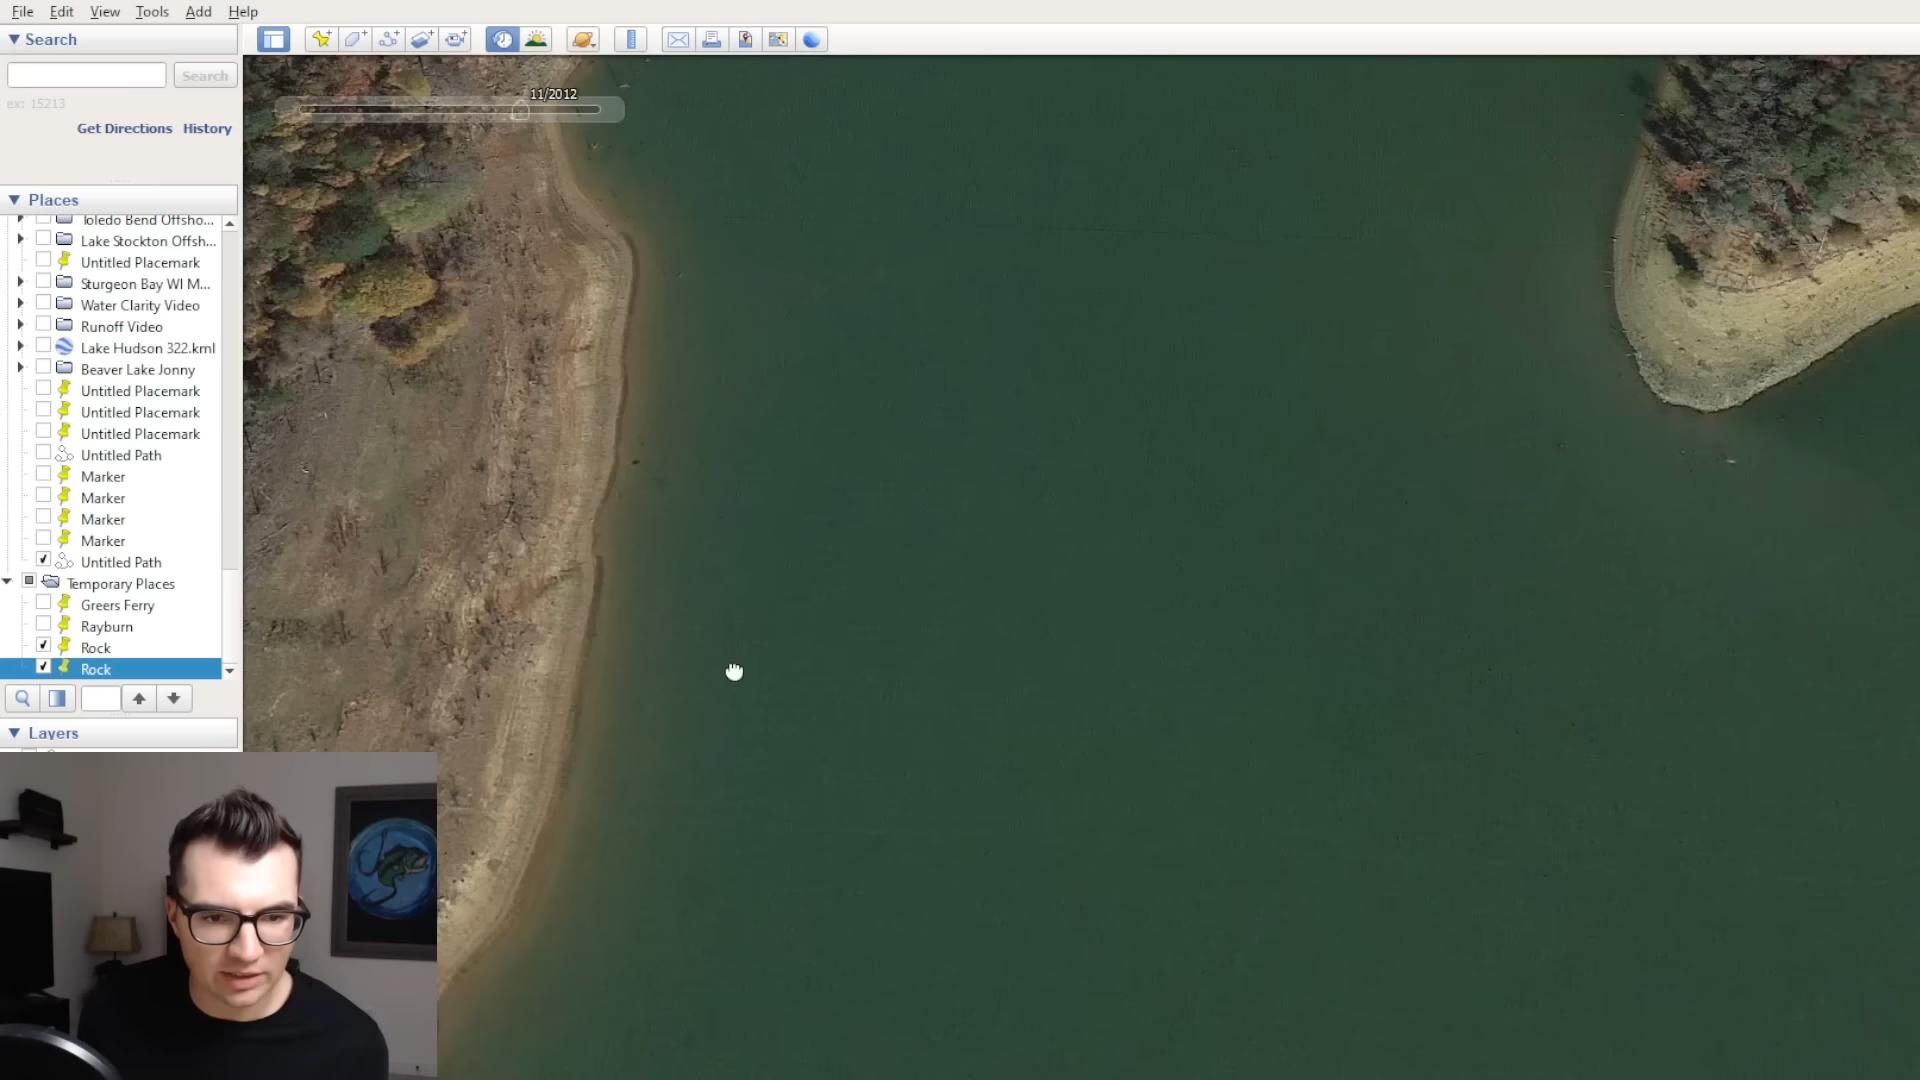 File Edit View Tools Add Help
Search
Search
ex: 15213
Get Directions History
Places
Toledo Bend Offsho...
Lake Stockton Offsh...
Untitled Placemark
Sturgeon Bay WI M...
Water Clarity Video
Runoff Video
Lake Hudson 322.kml
Beaver Lake Jonny
Untitled Placemark
Untitled Placemark
Untitled Placemark
Untitled Path
Marker
Marker
Marker
Marker
Untitled Path
Temporary Places
Greers Ferry
Rayburn
Rock
Rock
Layers
11/2012